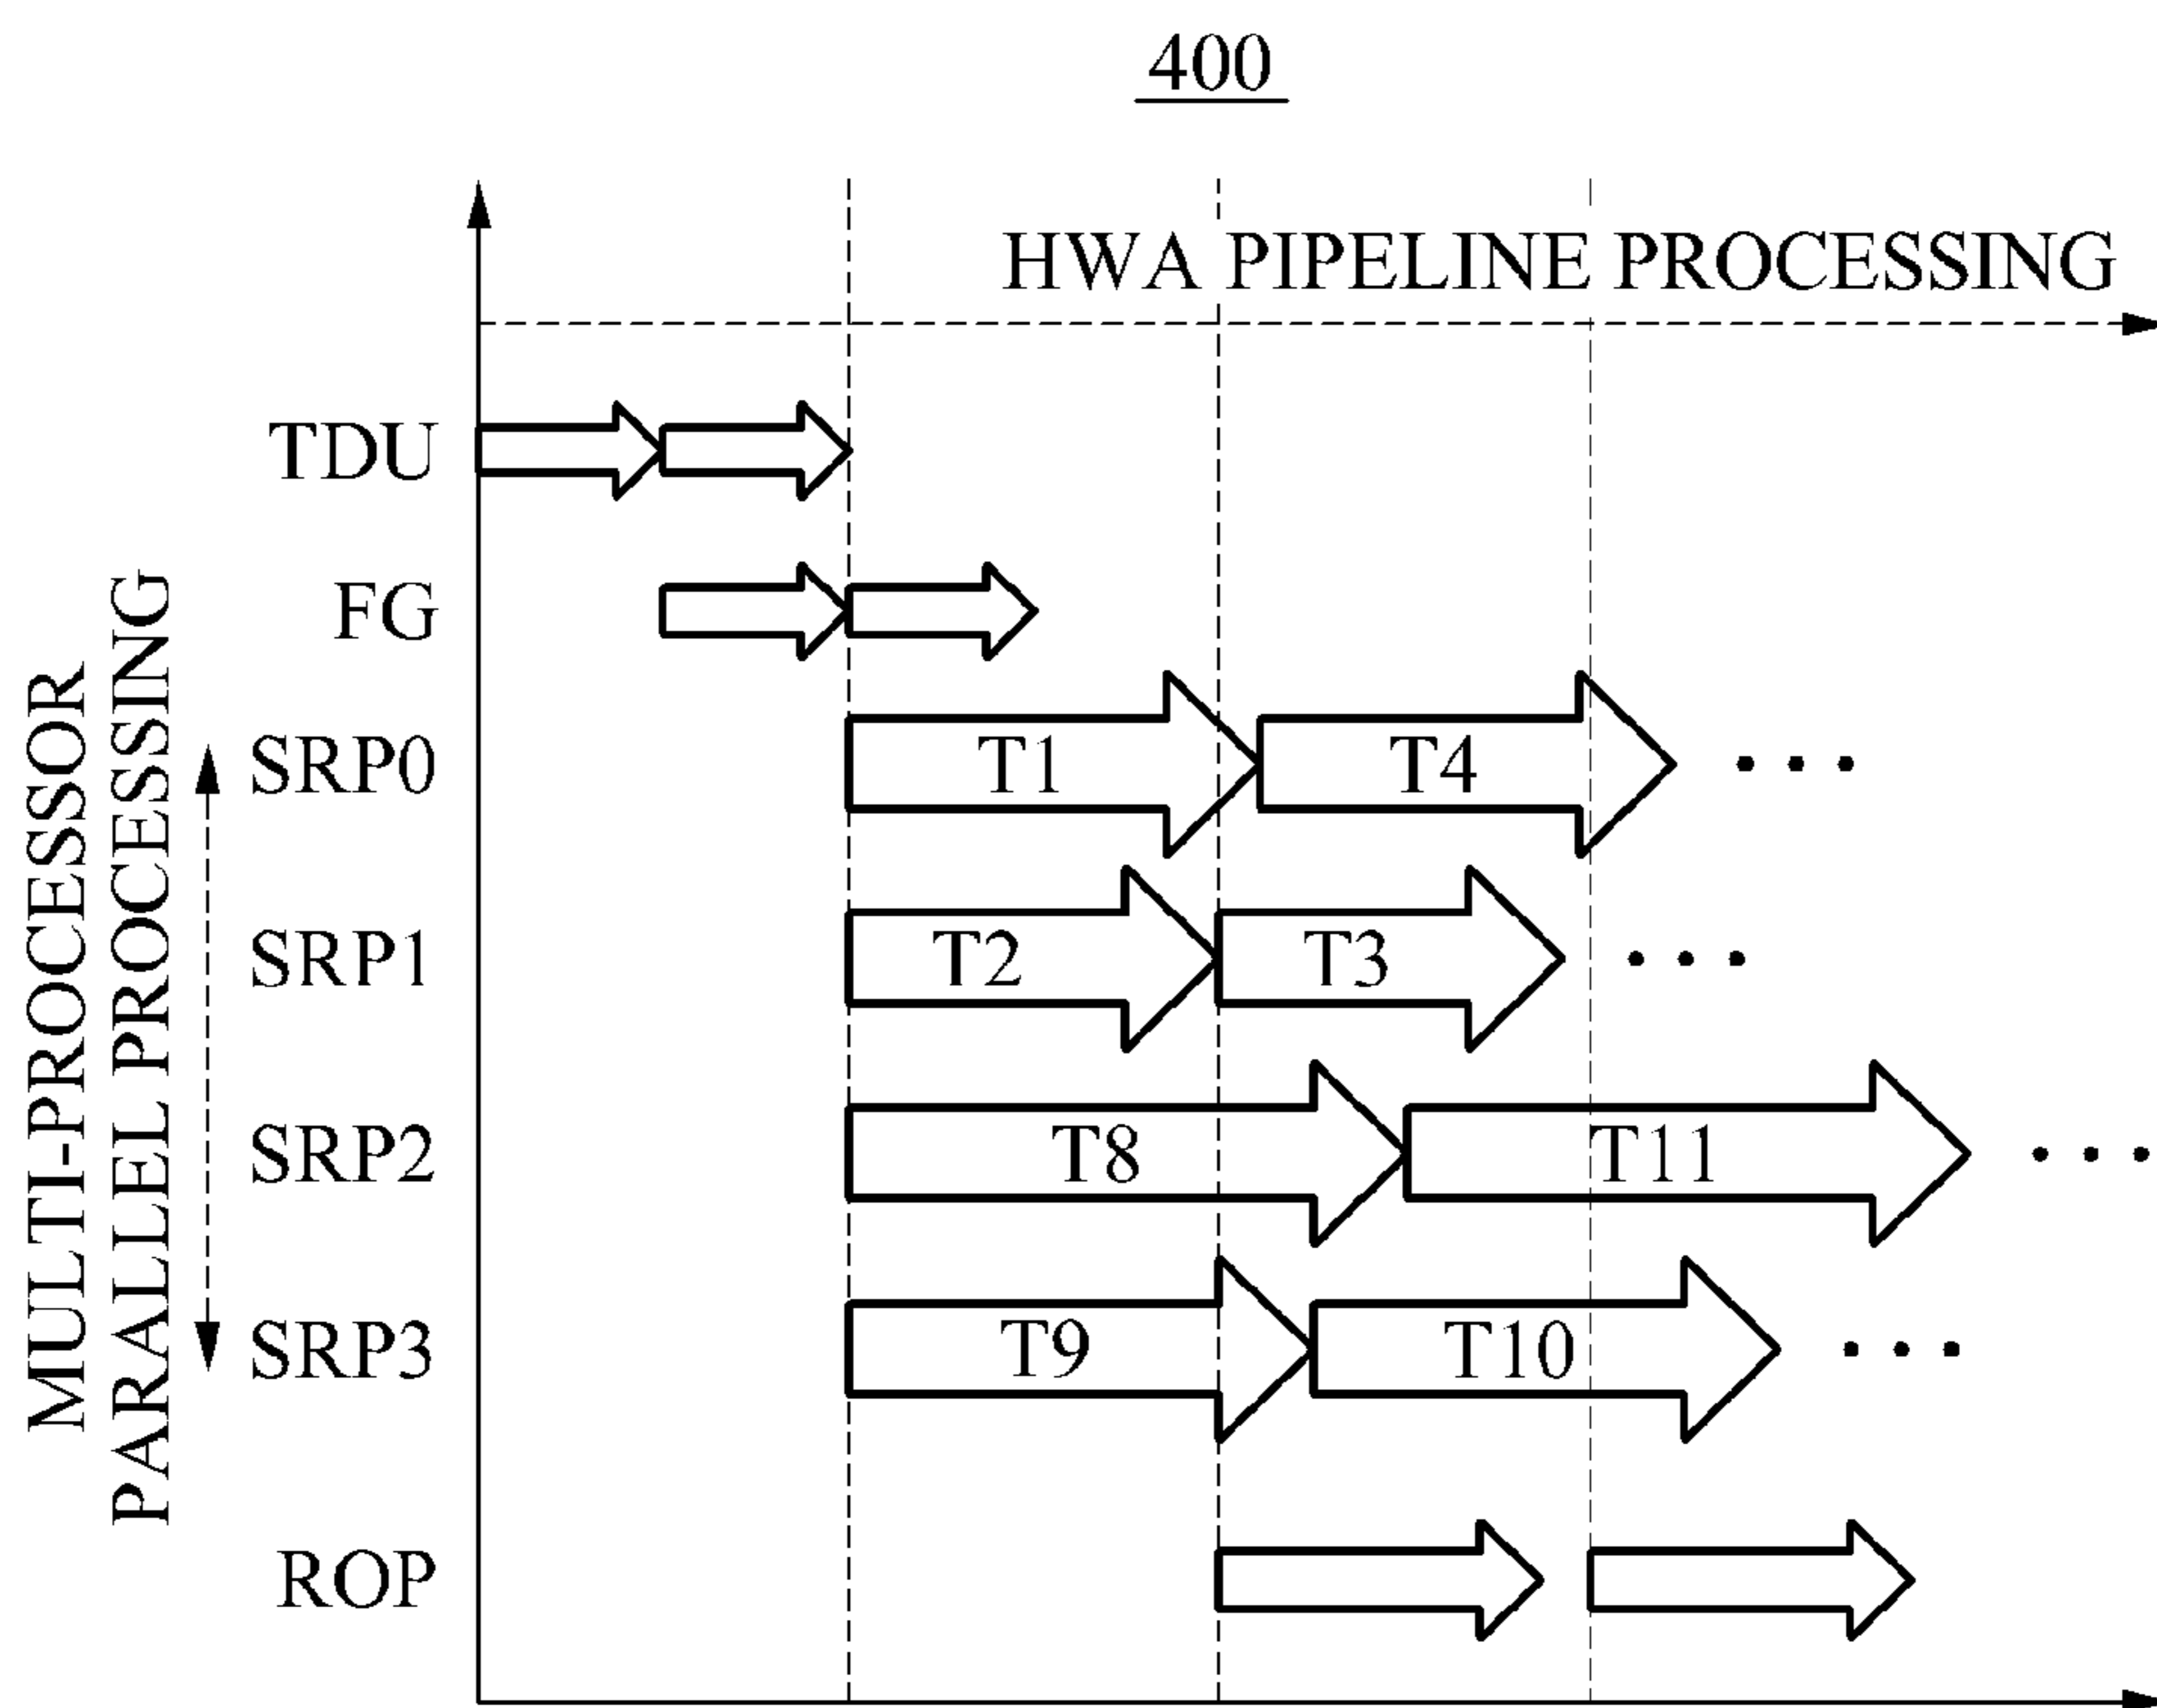 400
HWA PIPELINE PROCESSING
MULTI-PROCESSOR
PARALLEL PROCESSING
TDU
FG
SRP0 T1 T4 • • •
SRP1 T2 T3 • • •
SRP2 T8 T11 • • •
SRP3 T9 T10 • • •
ROP